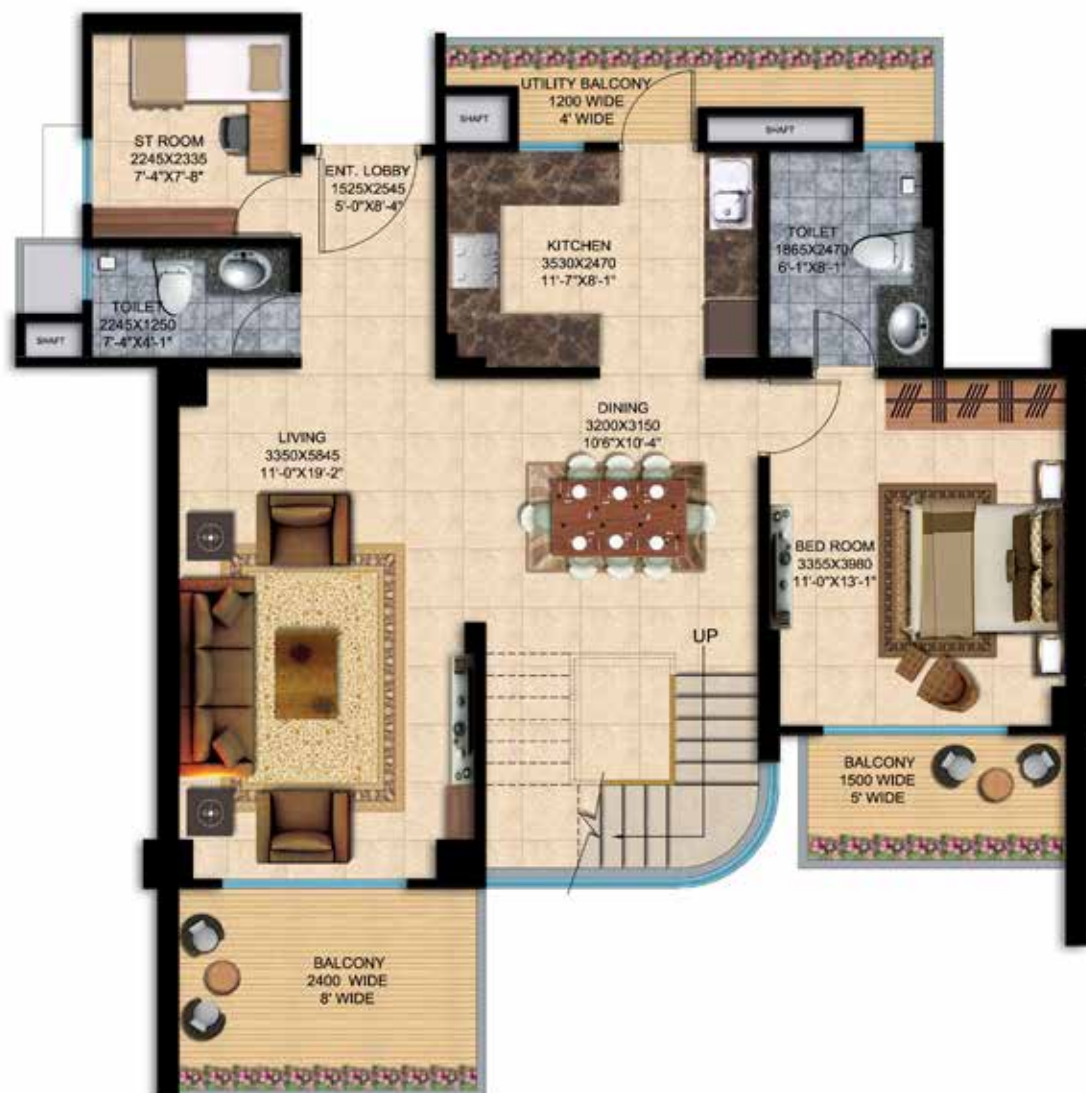 UTILITY BALCONY
1200 WIDE
4' WIDE
SHAFT
SHAFT
ST ROOM
2245X2335
7'-4"X7'-8"
ENT. LOBBY
1525X2545
5'-0"X8'-4"
KITCHEN
3530X2470
11'-7"X8'-1"
TOILET
1865X2470
6'-1"X8'-1"
TOILET
2245X1250
7'-4"X4'-1"
SHAFT
LIVING
3350X5845
11'-0"X19'-2"
DINING
3200X3150
10'6"X10'-4"
BED ROOM
3355X3980
11'-0"X13'-1"
UP
BALCONY
1500 WIDE
5' WIDE
BALCONY
2400 WIDE
8' WIDE